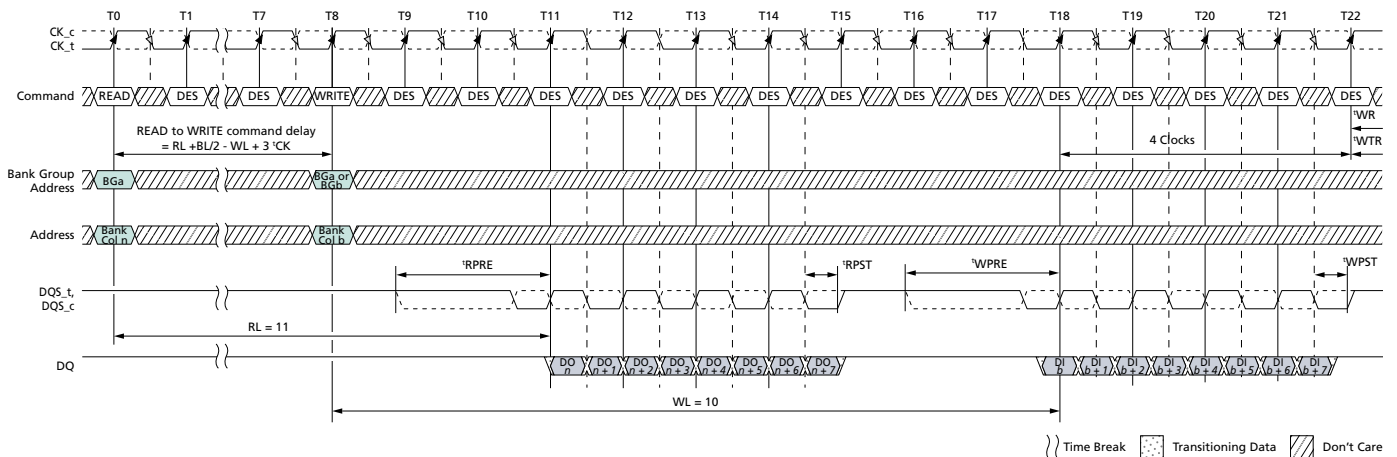 T0 T1 T7 T8 T9 T10 T11 T12 T13 T14 T15 T16 T17 T18 T19 T20 T21 T22
CK_c
CK_t
Command READ DES DES WRITE DES DES DES DES DES DES DES DES DES DES DES DES DES DES
tWR
READ to WRITE command delay
= RL +BL/2 - WL + 3 tCK
4 Clocks
tWTR
Bank Group
Address
BGa
BGa or
BGb
Address
Bank
Col n
Bank
Col b
tRPRE tRPST tWPRE tWPST
DQS_t,
DQS_c
RL = 11
DQ
DO
n
DO
n + 1
DO
n + 2
DO
n + 3
DO
n + 4
DO
n + 5
DO
n + 6
DO
n + 7
DI
b
DI
b + 1
DI
b + 2
DI
b + 3
DI
b + 4
DI
b + 5
DI
b + 6
DI
b + 7
WL = 10
Time Break Transitioning Data Don't Care